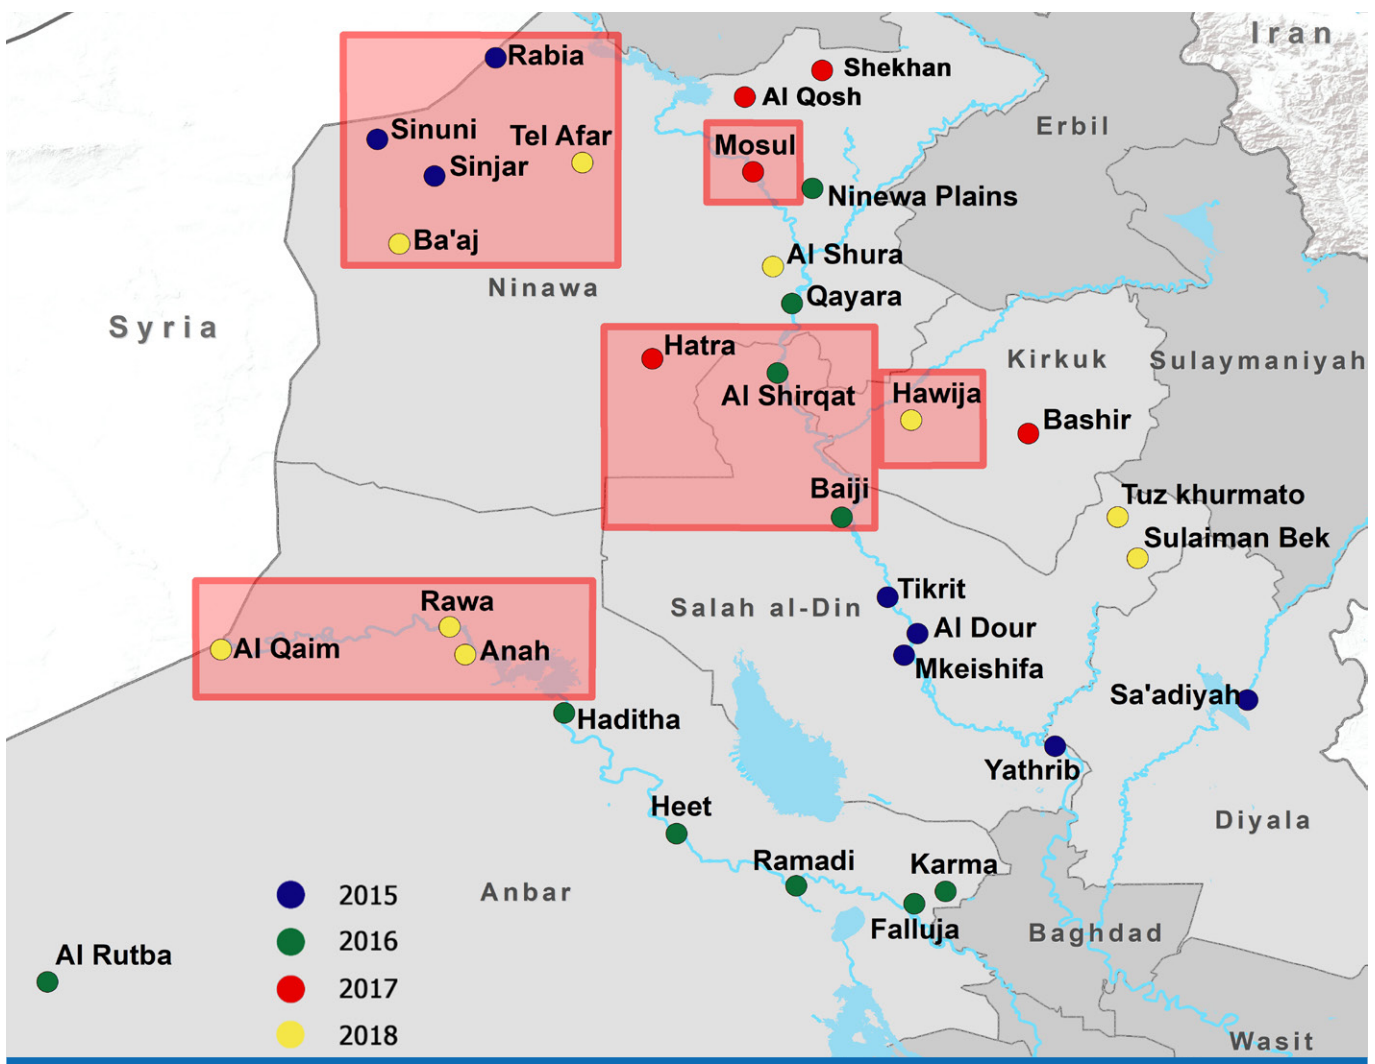 Iran
Rabia
Shekhan
Al Qosh
Sinuni
Tel Afar
Erbil
Mosul
Sinjar
Ninewa Plains
Ba'aj
Al Shura
Ninawa
Qayara
Syria
Hatra
Kirkuk
Sulaymaniyah
Al Shirqat
Hawija
Bashir
Baiji
Tuz khurmato
Sulaiman Bek
Tikrit
Rawa
Salah al-Din
Al Dour
Al Qaim
Anah
Mkeishifa
Sa'adiyah
Haditha
Yathrib
Heet
Diyala
Ramadi
Karma
Anbar
2015
Falluja
Baghdad
2016
Al Rutba
2017
2018
Wasit